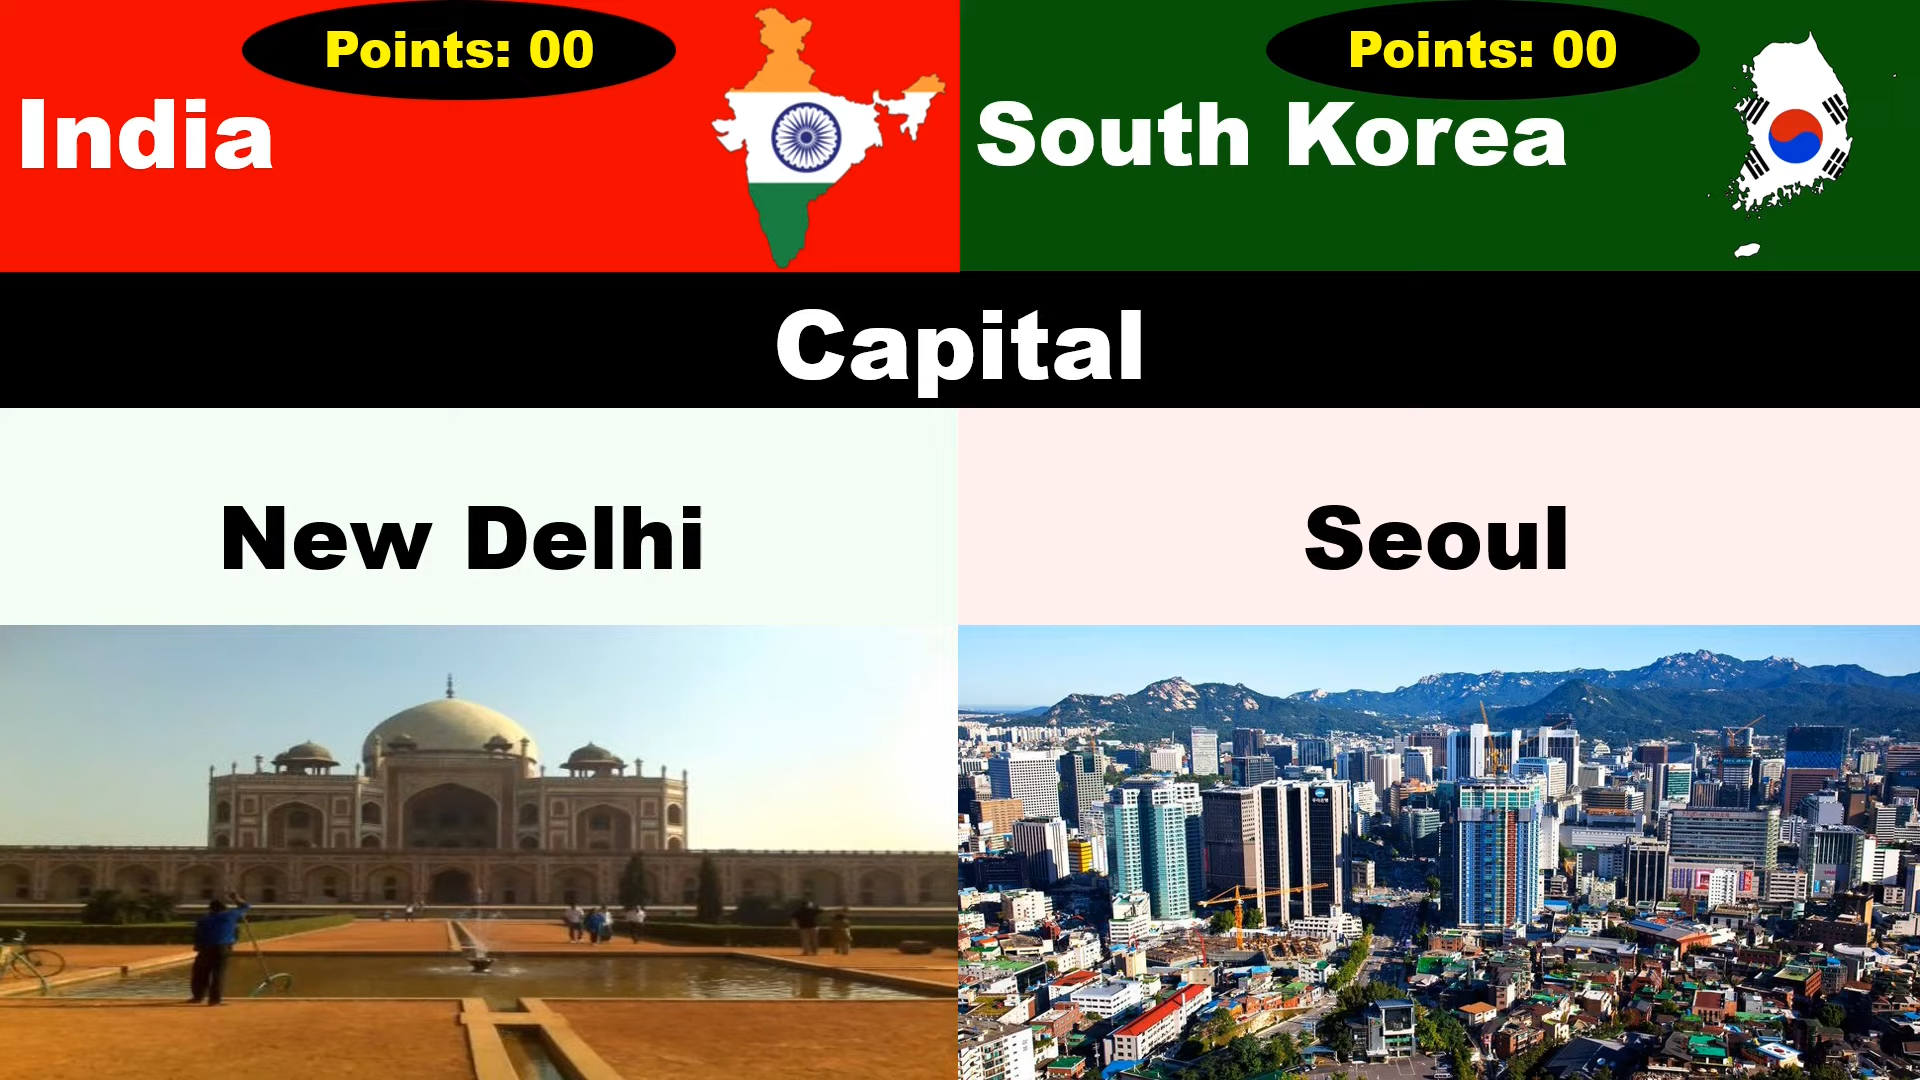 Points: 00
India
Points: 00
South Korea
Capital
New Delhi
Seoul